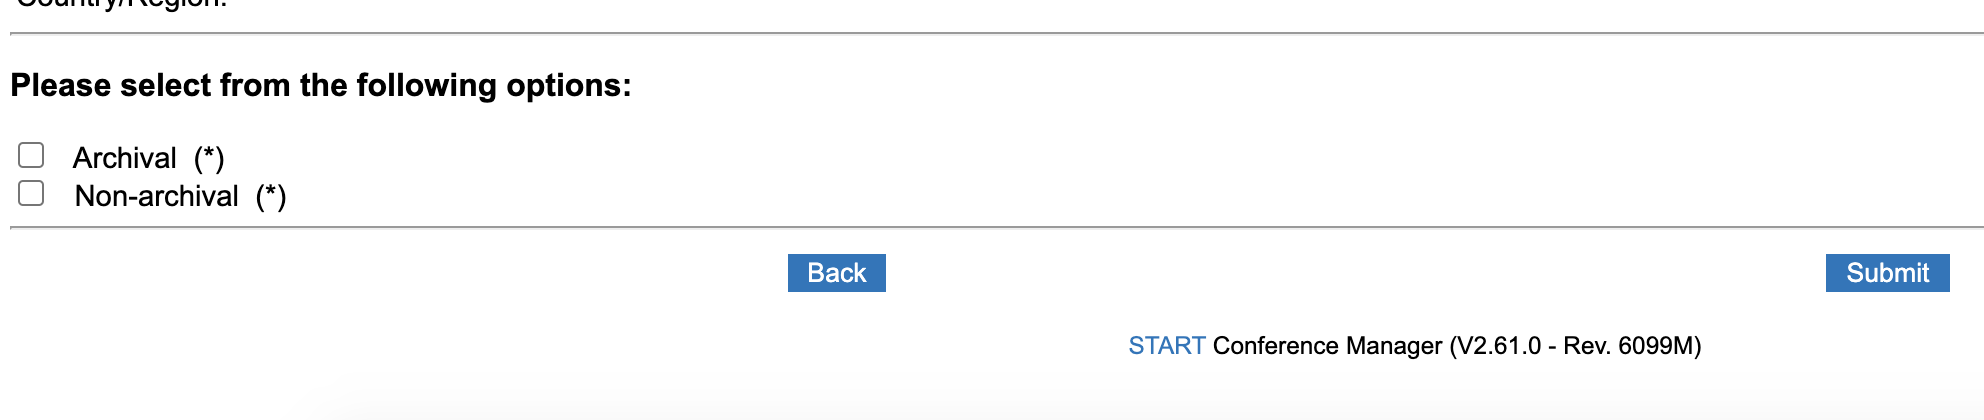 Country/Region:
Please select from the following options:
Archival (*)
Non-archival (*)
Back
Submit
START Conference Manager (V2.61.0 - Rev. 6099M)